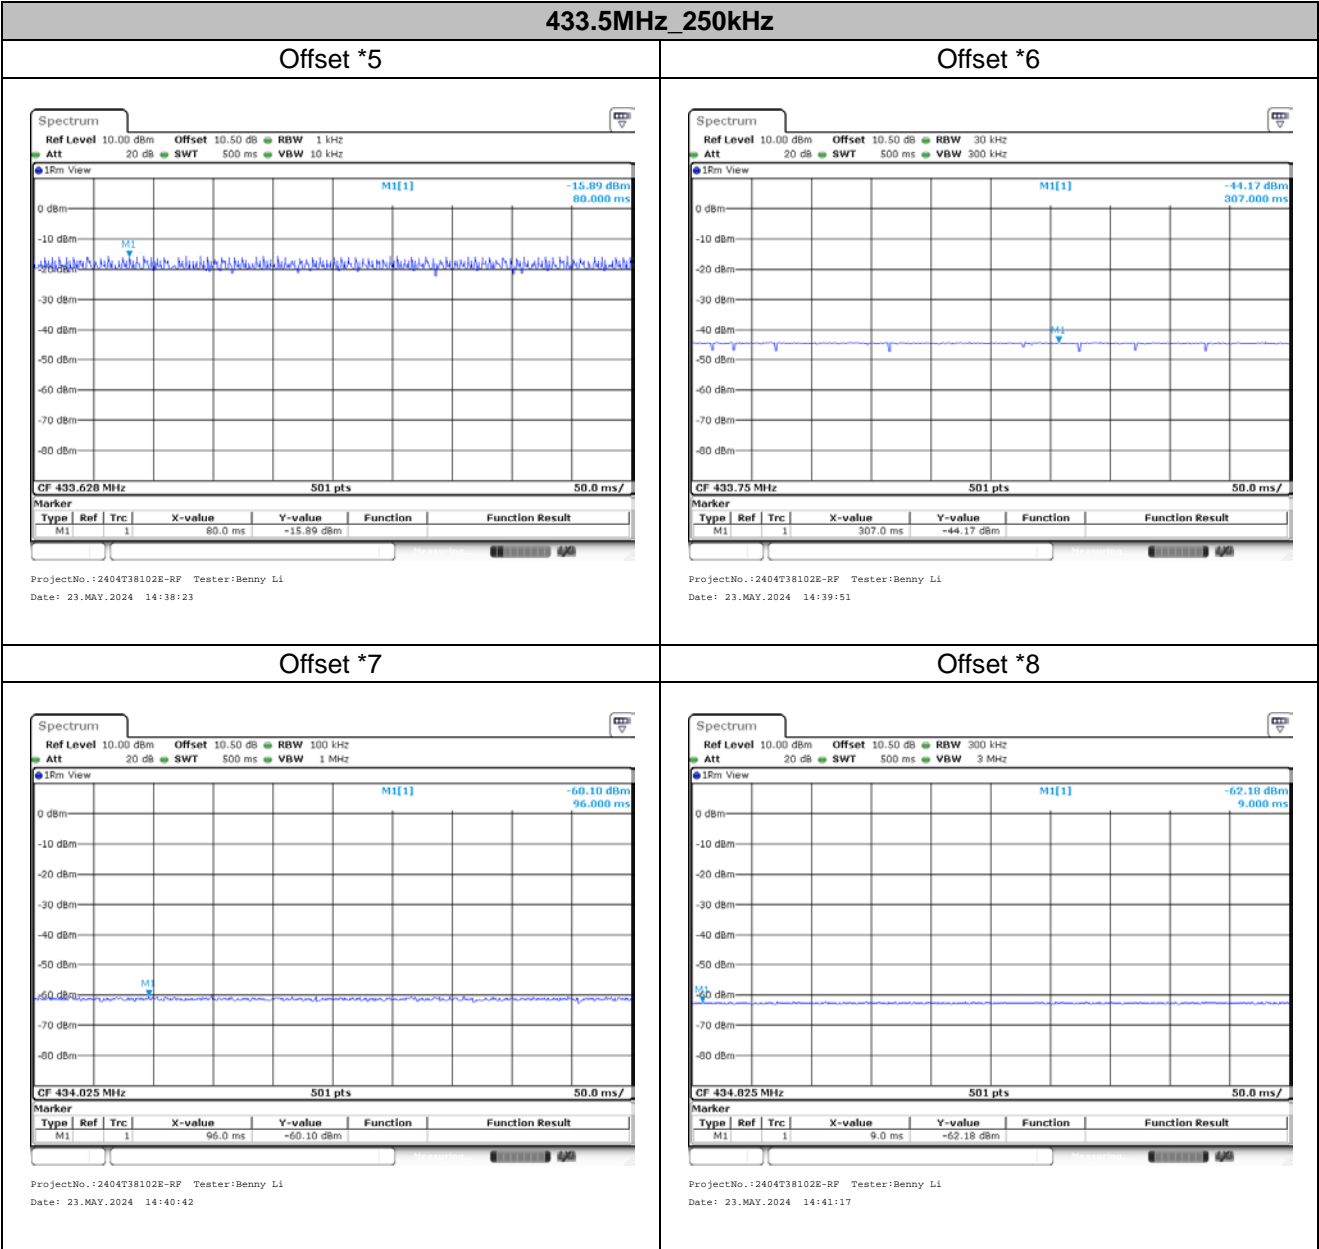 433.5MHz_250kHz
Offset *5
Offset *6
Spectrum
Ref Level 10.00 dBm Offset 10.50 dB RBW 1 kHz
Att 20 dB SWT 500 ms VBW 10 kHz
1Rm View
M1[1] -15.89 dBm
80.000 ms
0 dBm
-10 dBm
M1
-20 dBm
-30 dBm
-40 dBm
-50 dBm
-60 dBm
-70 dBm
-80 dBm
CF 433.628 MHz 501 pts 50.0 ms/
Marker
Type Ref Trc X-value Y-value Function Function Result
M1 1 80.0 ms -15.89 dBm
ProjectNo.:2404T38102E-RF Tester:Benny Li
Date: 23.MAY.2024 14:38:23
Spectrum
Ref Level 10.00 dBm Offset 10.50 dB RBW 30 kHz
Att 20 dB SWT 500 ms VBW 300 kHz
1Rm View
M1[1] -44.17 dBm
307.000 ms
0 dBm
-10 dBm
-20 dBm
-30 dBm
-40 dBm
M1
-50 dBm
-60 dBm
-70 dBm
-80 dBm
CF 433.75 MHz 501 pts 50.0 ms/
Marker
Type Ref Trc X-value Y-value Function Function Result
M1 1 307.0 ms -44.17 dBm
ProjectNo.:2404T38102E-RF Tester:Benny Li
Date: 23.MAY.2024 14:39:51
Offset *7
Offset *8
Spectrum
Ref Level 10.00 dBm Offset 10.50 dB RBW 100 kHz
Att 20 dB SWT 500 ms VBW 1 MHz
1Rm View
M1[1] -60.10 dBm
96.000 ms
0 dBm
-10 dBm
-20 dBm
-30 dBm
-40 dBm
-50 dBm
M1
-60 dBm
-70 dBm
-80 dBm
CF 434.025 MHz 501 pts 50.0 ms/
Marker
Type Ref Trc X-value Y-value Function Function Result
M1 1 96.0 ms -60.10 dBm
ProjectNo.:2404T38102E-RF Tester:Benny Li
Date: 23.MAY.2024 14:40:42
Spectrum
Ref Level 10.00 dBm Offset 10.50 dB RBW 300 kHz
Att 20 dB SWT 500 ms VBW 3 MHz
1Rm View
M1[1] -62.18 dBm
9.000 ms
0 dBm
-10 dBm
-20 dBm
-30 dBm
-40 dBm
-50 dBm
M1
-60 dBm
-70 dBm
-80 dBm
CF 434.825 MHz 501 pts 50.0 ms/
Marker
Type Ref Trc X-value Y-value Function Function Result
M1 1 9.0 ms -62.18 dBm
ProjectNo.:2404T38102E-RF Tester:Benny Li
Date: 23.MAY.2024 14:41:17